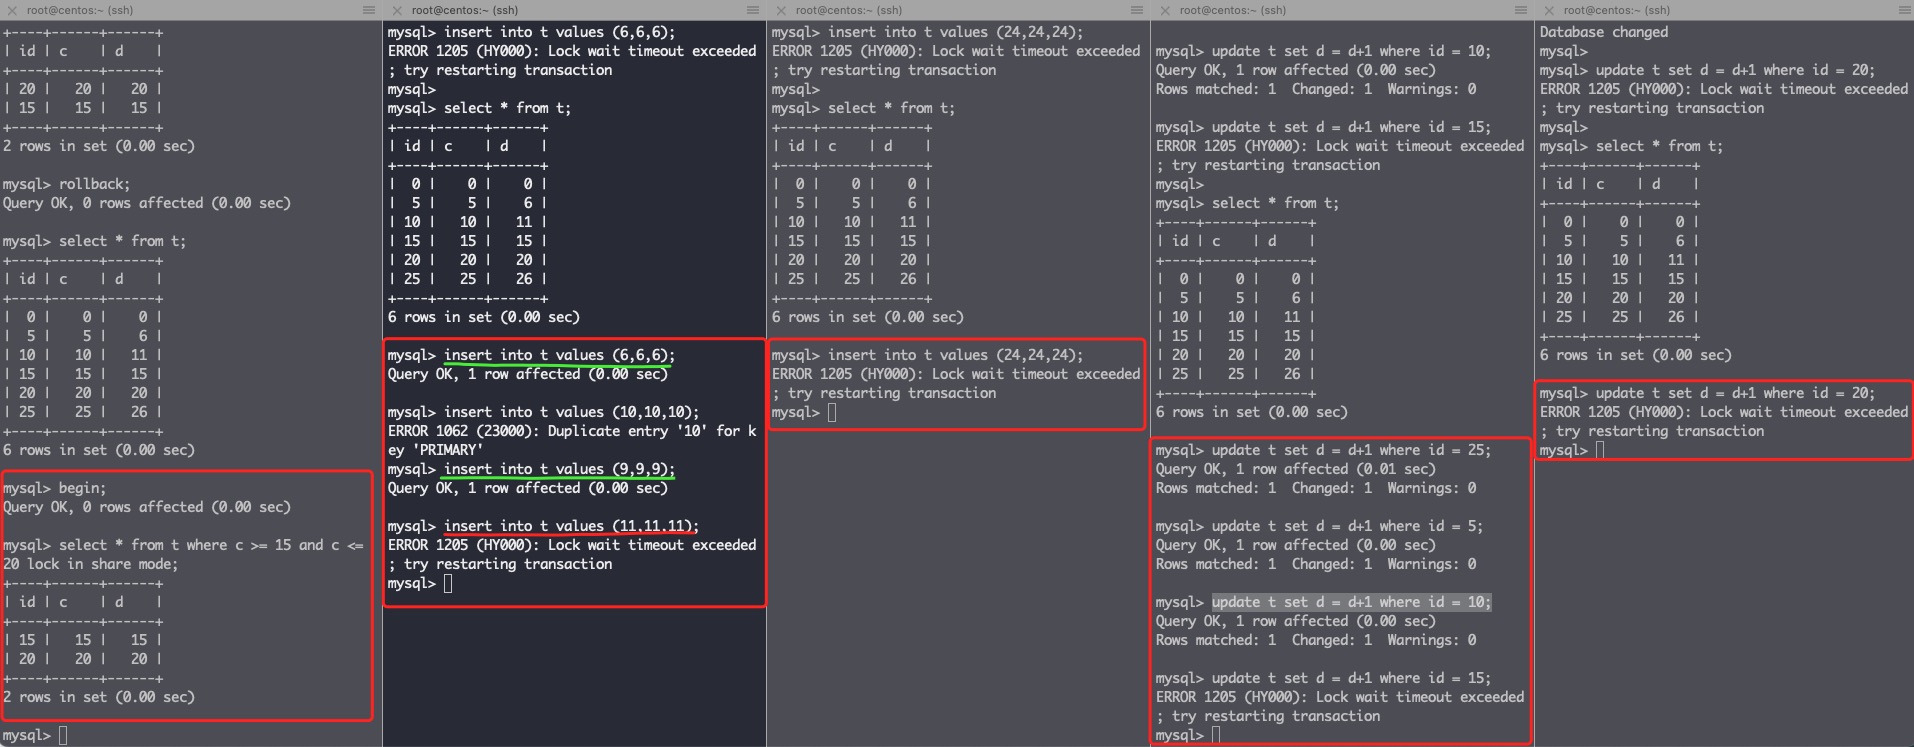 root@centos:~ (ssh)
+----+------+------+
| id | c    | d    |
+----+------+------+
| 20 |   20 |   20 |
| 15 |   15 |   15 |
+----+------+------+
2 rows in set (0.00 sec)
mysql> rollback;
Query OK, 0 rows affected (0.00 sec)
mysql> select * from t;
+----+------+------+
| id | c    | d    |
+----+------+------+
|  0 |    0 |    0 |
|  5 |    5 |    6 |
| 10 |   10 |   11 |
| 15 |   15 |   15 |
| 20 |   20 |   20 |
| 25 |   25 |   26 |
+----+------+------+
6 rows in set (0.00 sec)
mysql> begin;
Query OK, 0 rows affected (0.00 sec)
mysql> select * from t where c >= 15 and c <=
20 lock in share mode;
+----+------+------+
| id | c    | d    |
+----+------+------+
| 15 |   15 |   15 |
| 20 |   20 |   20 |
+----+------+------+
2 rows in set (0.00 sec)
mysql>
root@centos:~ (ssh)
mysql> insert into t values (6,6,6);
ERROR 1205 (HY000): Lock wait timeout exceeded
; try restarting transaction
mysql>
mysql> select * from t;
+----+------+------+
| id | c    | d    |
+----+------+------+
|  0 |    0 |    0 |
|  5 |    5 |    6 |
| 10 |   10 |   11 |
| 15 |   15 |   15 |
| 20 |   20 |   20 |
| 25 |   25 |   26 |
+----+------+------+
6 rows in set (0.00 sec)
mysql> insert into t values (6,6,6);
Query OK, 1 row affected (0.00 sec)
mysql> insert into t values (10,10,10);
ERROR 1062 (23000): Duplicate entry '10' for k
ey 'PRIMARY'
mysql> insert into t values (9,9,9);
Query OK, 1 row affected (0.00 sec)
mysql> insert into t values (11,11,11);
ERROR 1205 (HY000): Lock wait timeout exceeded
; try restarting transaction
mysql>
root@centos:~ (ssh)
mysql> insert into t values (24,24,24);
ERROR 1205 (HY000): Lock wait timeout exceeded
; try restarting transaction
mysql>
mysql> select * from t;
+----+------+------+
| id | c    | d    |
+----+------+------+
|  0 |    0 |    0 |
|  5 |    5 |    6 |
| 10 |   10 |   11 |
| 15 |   15 |   15 |
| 20 |   20 |   20 |
| 25 |   25 |   26 |
+----+------+------+
6 rows in set (0.00 sec)
mysql> insert into t values (24,24,24);
ERROR 1205 (HY000): Lock wait timeout exceeded
; try restarting transaction
mysql>
root@centos:~ (ssh)
mysql> update t set d = d+1 where id = 10;
Query OK, 1 row affected (0.00 sec)
Rows matched: 1  Changed: 1  Warnings: 0
mysql> update t set d = d+1 where id = 15;
ERROR 1205 (HY000): Lock wait timeout exceeded
; try restarting transaction
mysql>
mysql> select * from t;
+----+------+------+
| id | c    | d    |
+----+------+------+
|  0 |    0 |    0 |
|  5 |    5 |    6 |
| 10 |   10 |   11 |
| 15 |   15 |   15 |
| 20 |   20 |   20 |
| 25 |   25 |   26 |
+----+------+------+
6 rows in set (0.00 sec)
mysql> update t set d = d+1 where id = 25;
Query OK, 1 row affected (0.01 sec)
Rows matched: 1  Changed: 1  Warnings: 0
mysql> update t set d = d+1 where id = 5;
Query OK, 1 row affected (0.00 sec)
Rows matched: 1  Changed: 1  Warnings: 0
mysql> update t set d = d+1 where id = 10;
Query OK, 1 row affected (0.00 sec)
Rows matched: 1  Changed: 1  Warnings: 0
mysql> update t set d = d+1 where id = 15;
ERROR 1205 (HY000): Lock wait timeout exceeded
; try restarting transaction
mysql>
root@centos:~ (ssh)
Database changed
mysql>
mysql> update t set d = d+1 where id = 20;
ERROR 1205 (HY000): Lock wait timeout exceeded
; try restarting transaction
mysql>
mysql> select * from t;
+----+------+------+
| id | c    | d    |
+----+------+------+
|  0 |    0 |    0 |
|  5 |    5 |    6 |
| 10 |   10 |   11 |
| 15 |   15 |   15 |
| 20 |   20 |   20 |
| 25 |   25 |   26 |
+----+------+------+
6 rows in set (0.00 sec)
mysql> update t set d = d+1 where id = 20;
ERROR 1205 (HY000): Lock wait timeout exceeded
; try restarting transaction
mysql>